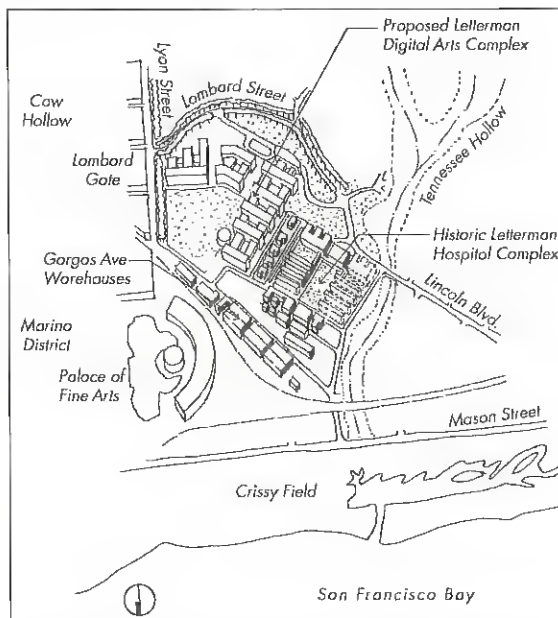 Proposed Letterman
Digital Arts Complex
Lyon Street
Lombard Street
Cow
Hollow
Tennessee Hollow
Lombard
Gate
Historic Letterman
Hospital Complex
Gorgas Ave
Warehouses
Lincoln Blvd.
Marina
District
Palace of
Fine Arts
Mason Street
Crissy Field
San Francisco Bay